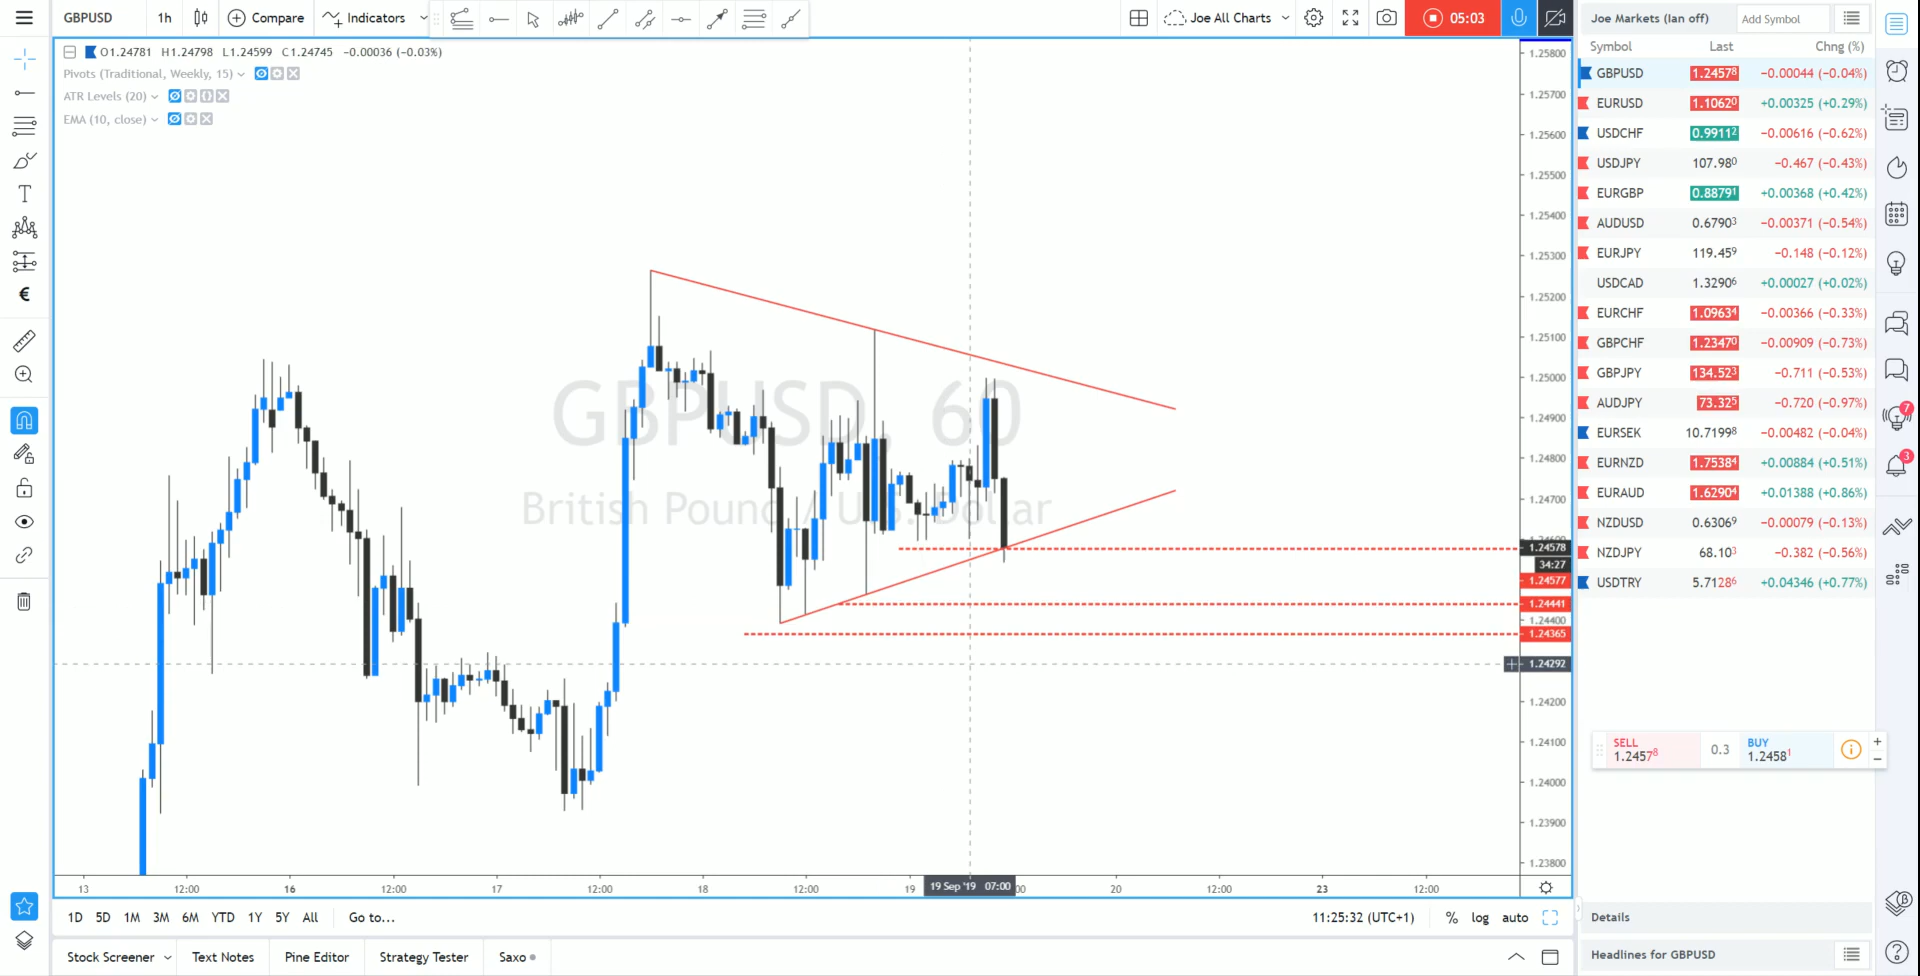 GBPUSD 1h Compare Indicators Joe All Charts 05:03
O1.24781 H1.24798 L1.24599 C1.24745 −0.00036 (−0.03%)
Pivots (Traditional, Weekly, 15)
ATR Levels (20)
EMA (10, close)
GBPUSD, 60
British Pound / U.S. Dollar
1.25800
1.25700
1.25600
1.25500
1.25400
1.25300
1.25200
1.25100
1.25000
1.24900
1.24800
1.24700
1.24578
34:27
1.24577
1.24441
1.24400
1.24365
1.24292
1.24200
1.24100
1.24000
1.23900
1.23800
13 12:00 16 12:00 17 12:00 18 12:00 19 19 Sep '19 07:00 20 12:00 23 12:00
1D 5D 1M 3M 6M YTD 1Y 5Y All Go to... 11:25:32 (UTC+1) % log auto
Stock Screener Text Notes Pine Editor Strategy Tester Saxo
Joe Markets (Ian off) Add Symbol
Symbol Last Chng (%)
GBPUSD 1.24578 −0.00044 (−0.04%)
EURUSD 1.10620 +0.00325 (+0.29%)
USDCHF 0.99112 −0.00616 (−0.62%)
USDJPY 107.980 −0.467 (−0.43%)
EURGBP 0.88791 +0.00368 (+0.42%)
AUDUSD 0.67903 −0.00371 (−0.54%)
EURJPY 119.459 −0.148 (−0.12%)
USDCAD 1.32906 +0.00027 (+0.02%)
EURCHF 1.09634 −0.00366 (−0.33%)
GBPCHF 1.23470 −0.00909 (−0.73%)
GBPJPY 134.523 −0.711 (−0.53%)
AUDJPY 73.325 −0.720 (−0.97%)
EURSEK 10.71998 −0.00482 (−0.04%)
EURNZD 1.75384 +0.00884 (+0.51%)
EURAUD 1.62904 +0.01388 (+0.86%)
NZDUSD 0.63069 −0.00079 (−0.13%)
NZDJPY 68.103 −0.382 (−0.56%)
USDTRY 5.71286 +0.04346 (+0.77%)
SELL
1.24578
0.3
BUY
1.24581
Details
Headlines for GBPUSD
7
3